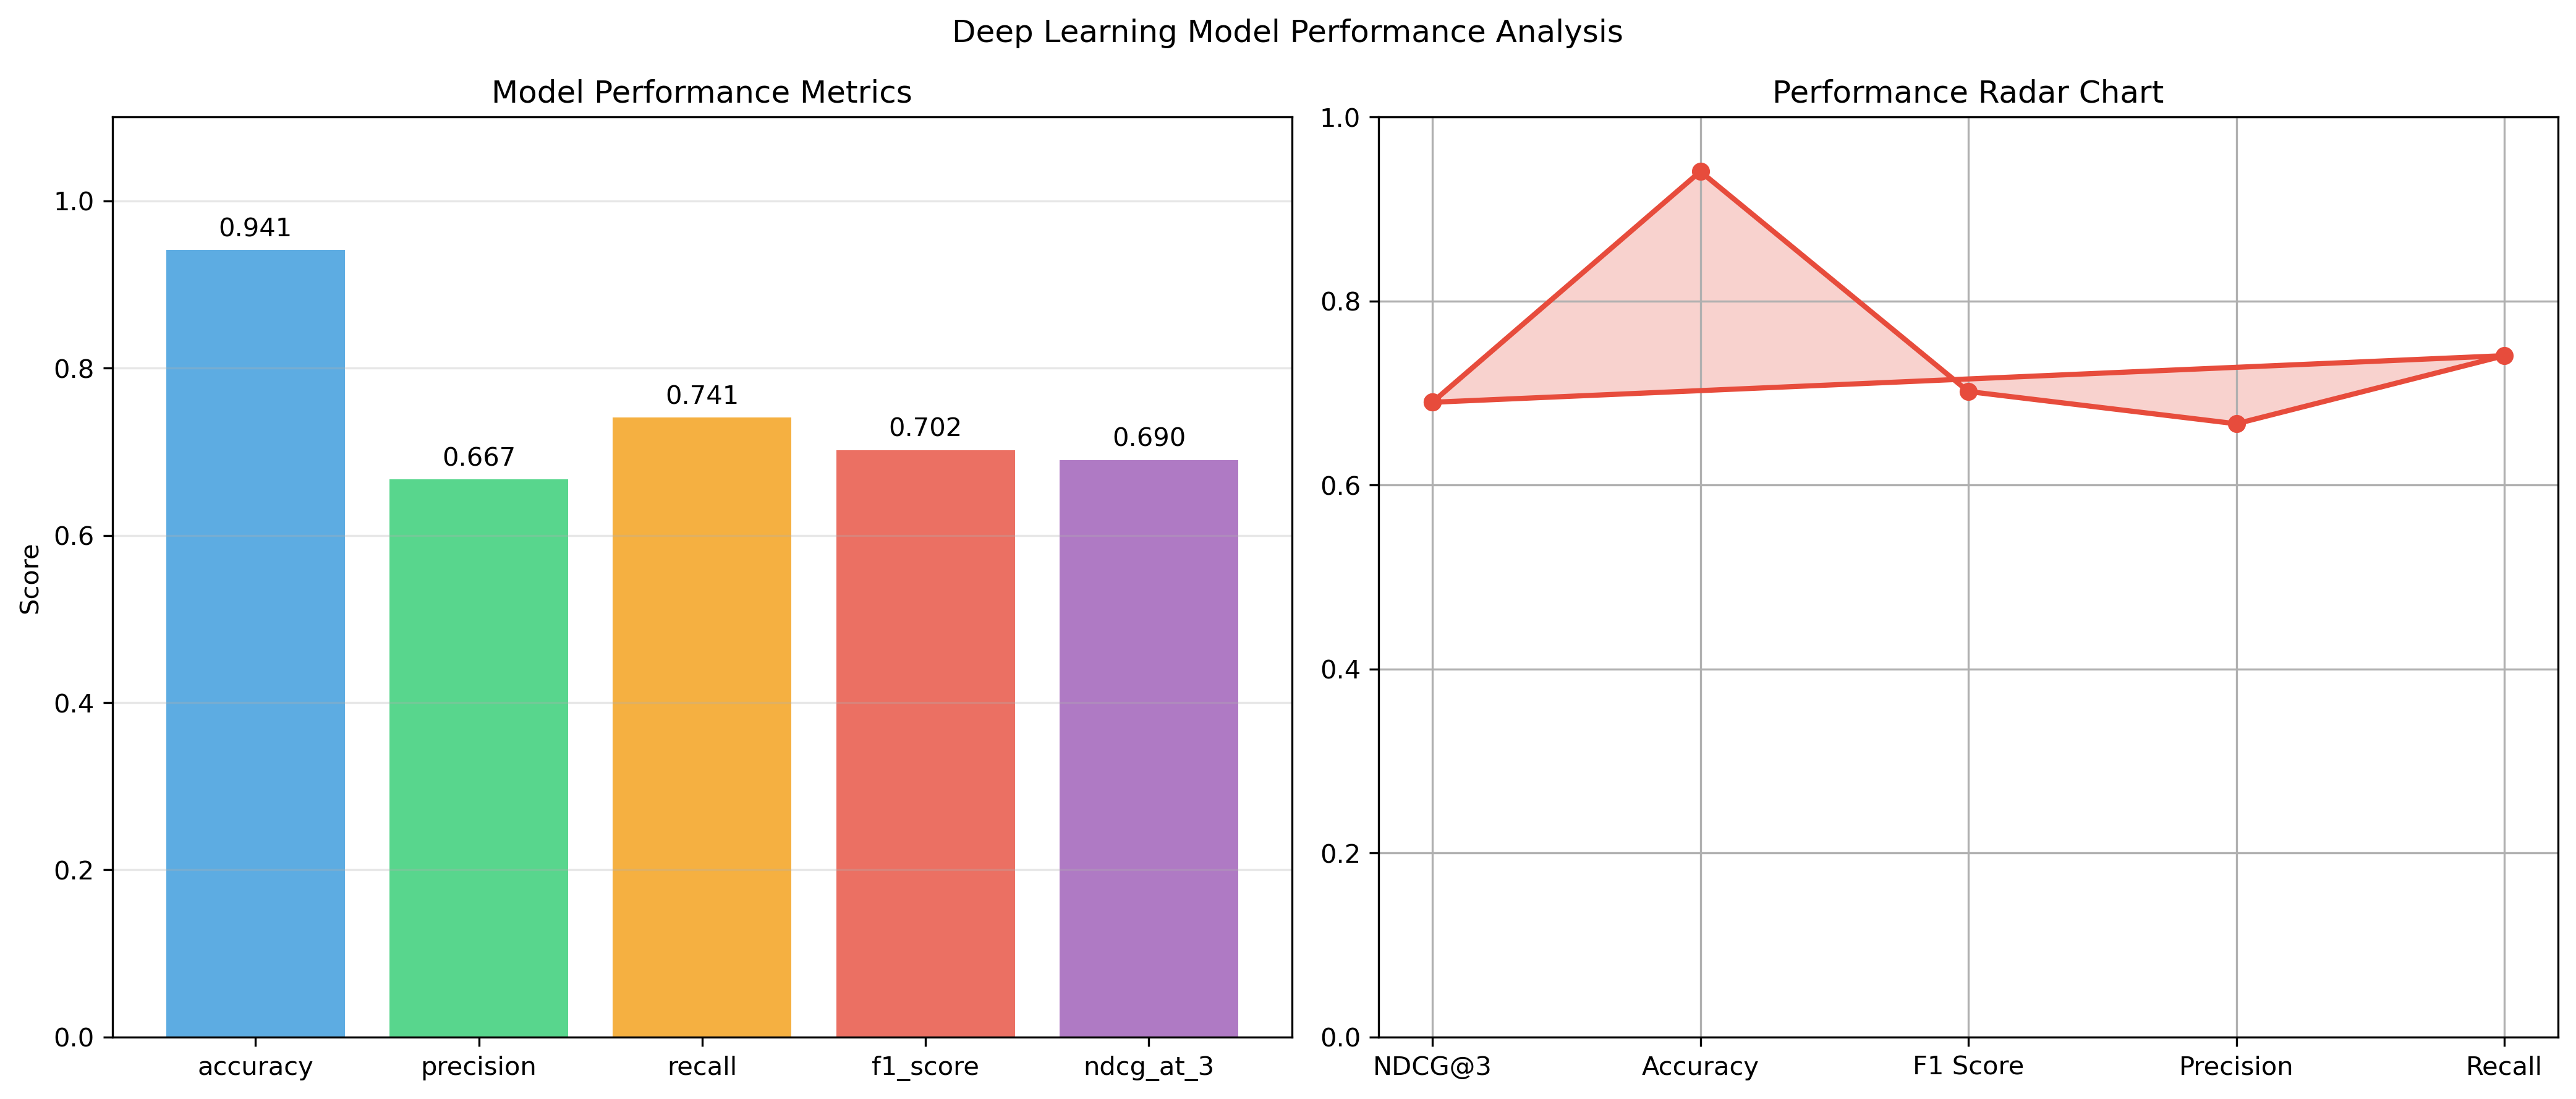 Deep Learning Model Performance Analysis
Model Performance Metrics
Score
1.0
0.8
0.6
0.4
0.2
0.0
0.941
0.667
0.741
0.702
0.690
accuracy precision recall f1_score ndcg_at_3
Performance Radar Chart
1.0
0.8
0.6
0.4
0.2
0.0
NDCG@3 Accuracy F1 Score Precision Recall